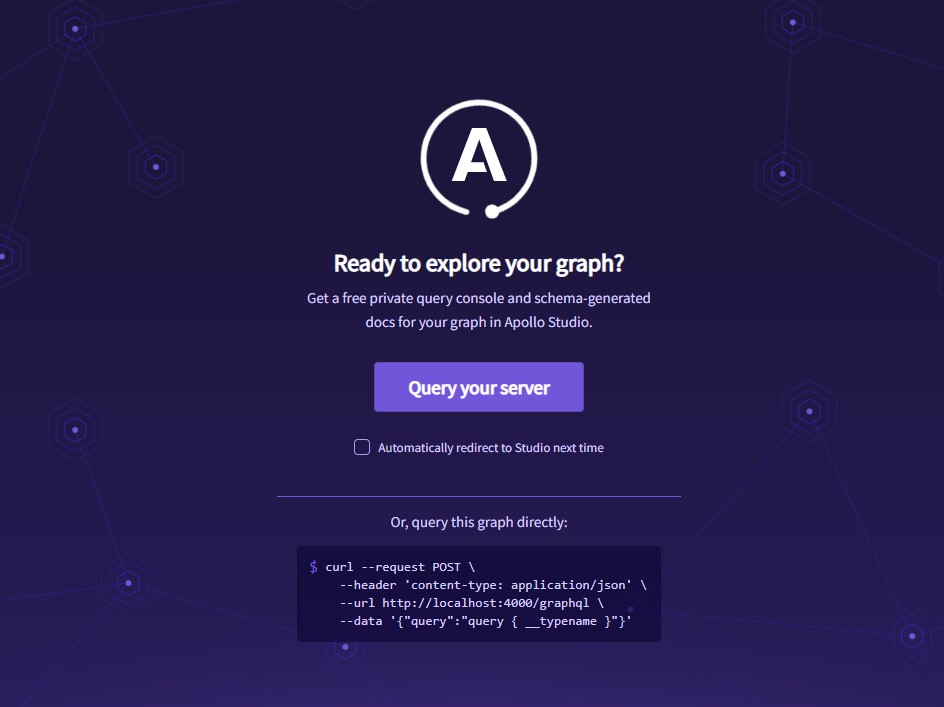 A
Ready to explore your graph?
Get a free private query console and schema-generated
docs for your graph in Apollo Studio.
Query your server
Automatically redirect to Studio next time
Or, query this graph directly:
$ curl --request POST \
--header 'content-type: application/json' \
--url http://localhost:4000/graphql \
--data '{"query":"query { __typename }"}'